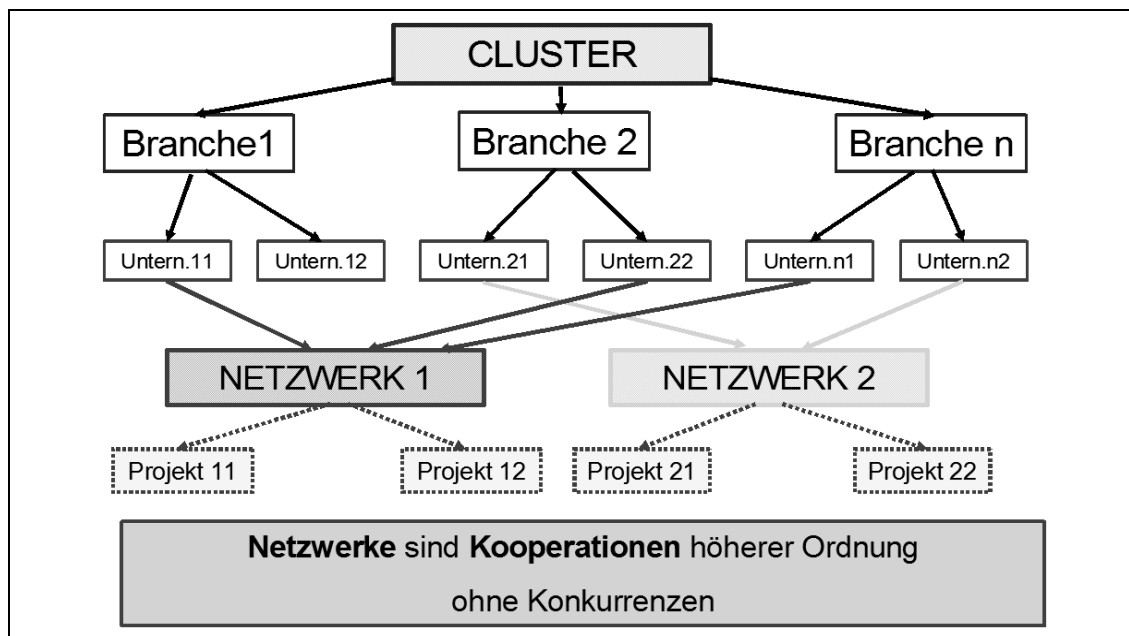 CLUSTER
Branche1
Branche 2
Branche n
Untern.11
Untern.12
Untern.21
Untern.22
Untern.n1
Untern.n2
NETZWERK 1
NETZWERK 2
Projekt 11
Projekt 12
Projekt 21
Projekt 22
Netzwerke sind Kooperationen höherer Ordnung
ohne Konkurrenzen